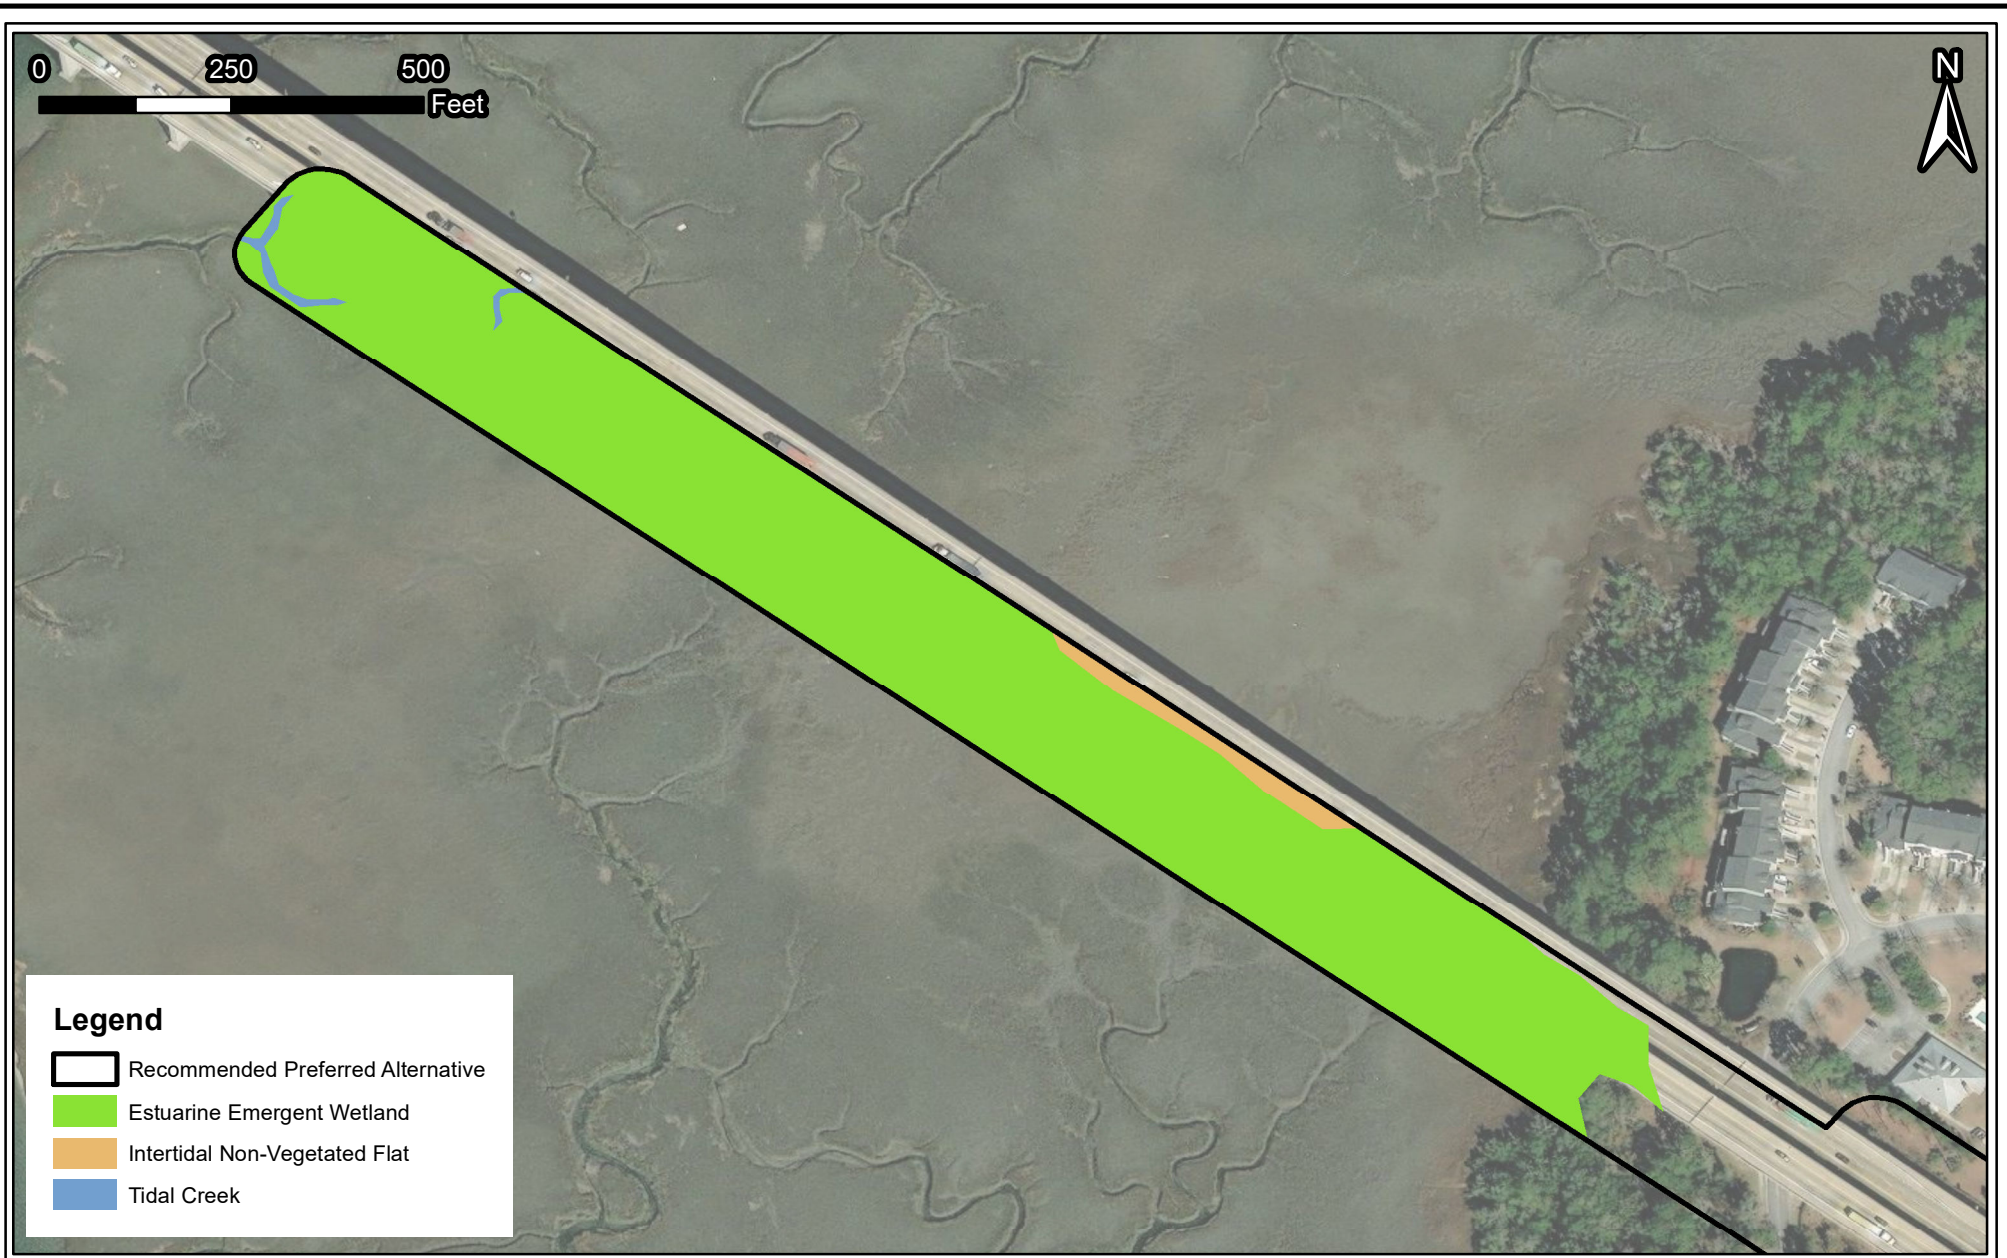 0 250 500
Feet
N
Legend
Recommended Preferred Alternative
Estuarine Emergent Wetland
Intertidal Non-Vegetated Flat
Tidal Creek